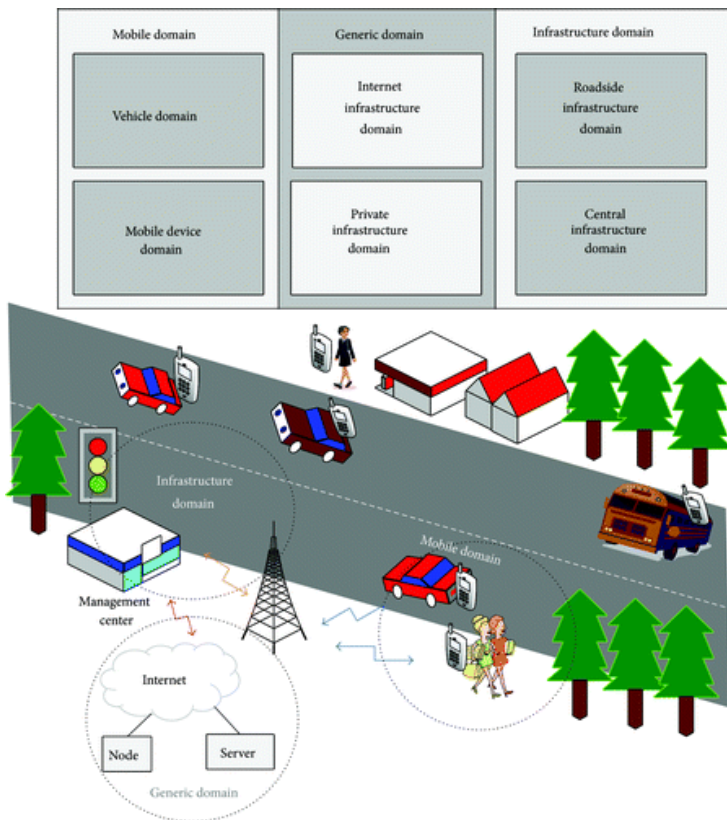 Mobile domain
Generic domain
Infrastructure domain
Vehicle domain
Internet
infrastructure
domain
Roadside
infrastructure
domain
Mobile device
domain
Private
infrastructure
domain
Central
infrastructure
domain
Infrastructure
domain
Mobile domain
Management
center
Internet
Node
Server
Generic domain